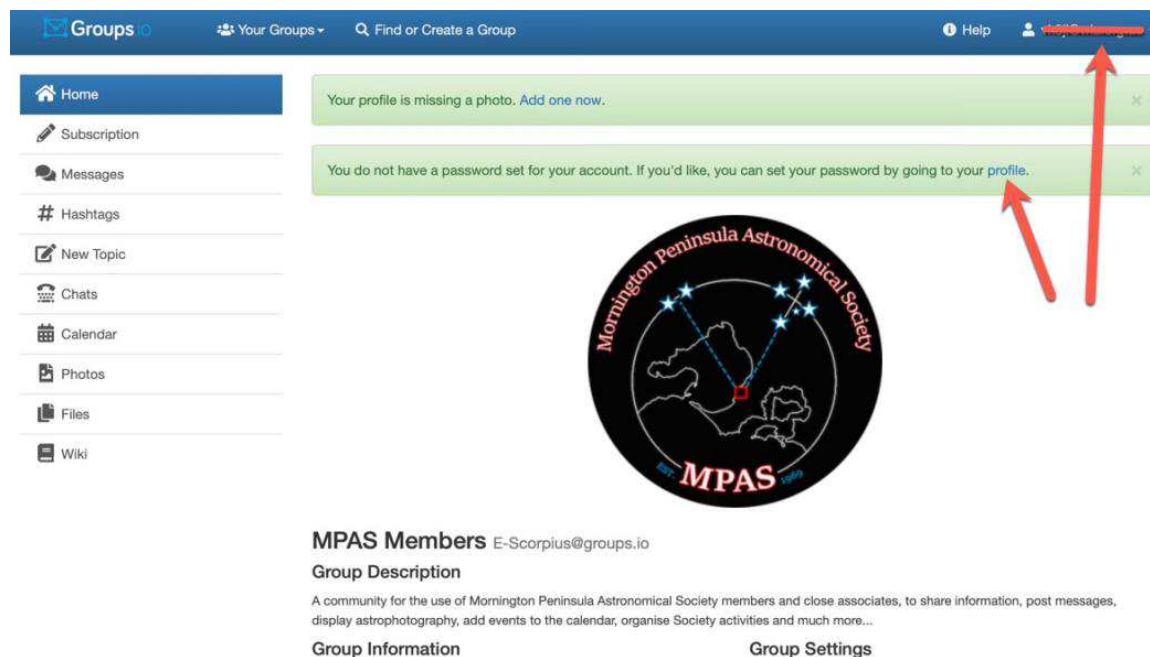 Groups.io Your Groups Find or Create a Group Help
Home
Subscription
Messages
Hashtags
New Topic
Chats
Calendar
Photos
Files
Wiki
Your profile is missing a photo. Add one now.
You do not have a password set for your account. If you'd like, you can set your password by going to your profile.
Mornington Peninsula Astronomical Society
EST. MPAS 1969
MPAS Members E-Scorpius@groups.io
Group Description
A community for the use of Mornington Peninsula Astronomical Society members and close associates, to share information, post messages,
display astrophotography, add events to the calendar, organise Society activities and much more...
Group Information Group Settings